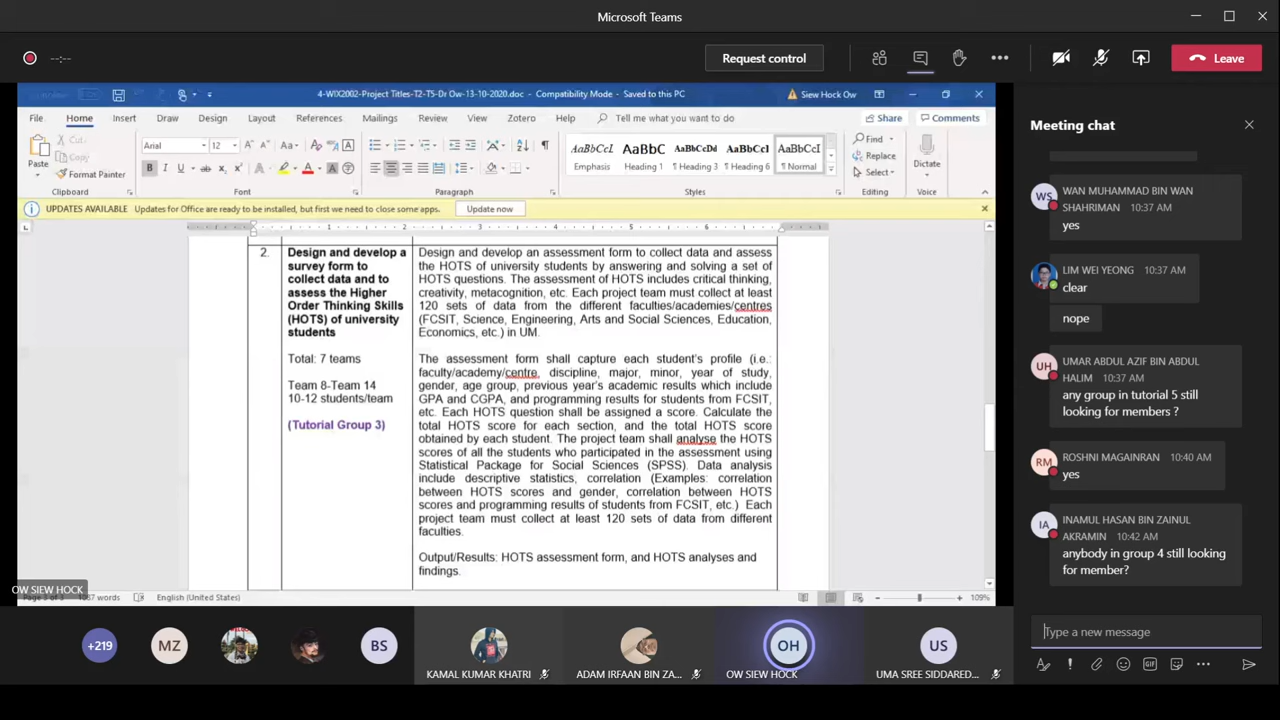 Microsoft Teams
--:--
Request control
Leave
4-WIX2002-Project Titles-T2-T5-Dr Ow-13-10-2020.doc - Compatibility Mode - Saved to this PC
Siew Hock Ow
File Home Insert Draw Design Layout References Mailings Review View Zotero Help Tell me what you want to do
Share Comments
Paste
Cut
Copy
Format Painter
Clipboard
Arial 12
Font
Paragraph
AaBbCcL AaBbC AaBbCcDd AaBbCc AaBbCcL
Emphasis Heading 1 ¶ Heading 3 Heading 6 ¶ Normal
Styles
Find
Replace
Select
Editing
Dictate
Voice
UPDATES AVAILABLE Updates for Office are ready to be installed, but first we need to close some apps. Update now
1 2 3 4 5 6 7
2.
Design and develop a
survey form to
collect data and to
assess the Higher
Order Thinking Skills
(HOTS) of university
students
Total: 7 teams
Team 8-Team 14
10-12 students/team
(Tutorial Group 3)
Design and develop an assessment form to collect data and assess
the HOTS of university students by answering and solving a set of
HOTS questions. The assessment of HOTS includes critical thinking,
creativity, metacognition, etc. Each project team must collect at least
120 sets of data from the different faculties/academies/centres
(FCSIT, Science, Engineering, Arts and Social Sciences, Education,
Economics, etc.) in UM.
The assessment form shall capture each student's profile (i.e.:
faculty/academy/centre, discipline, major, minor, year of study,
gender, age group, previous year's academic results which include
GPA and CGPA, and programming results for students from FCSIT,
etc. Each HOTS question shall be assigned a score. Calculate the
total HOTS score for each section, and the total HOTS score
obtained by each student. The project team shall analyse the HOTS
scores of all the students who participated in the assessment using
Statistical Package for Social Sciences (SPSS). Data analysis
include descriptive statistics, correlation (Examples: correlation
between HOTS scores and gender, correlation between HOTS
scores and programming results of students from FCSIT, etc.) Each
project team must collect at least 120 sets of data from different
faculties.
Output/Results: HOTS assessment form, and HOTS analyses and
findings.
OW SIEW HOCK
English (United States)
109%
Meeting chat
WS
WAN MUHAMMAD BIN WAN
SHAHRIMAN 10:37 AM
yes
LIM WEI YEONG 10:37 AM
clear
nope
UH
UMAR ABDUL AZIF BIN ABDUL
HALIM 10:37 AM
any group in tutorial 5 still
looking for members ?
RM
ROSHNI MAGAINRAN 10:40 AM
yes
IA
INAMUL HASAN BIN ZAINUL
AKRAMIN 10:42 AM
anybody in group 4 still looking
for member?
Type a new message
GIF
+219
MZ
BS
KAMAL KUMAR KHATRI
ADAM IRFAAN BIN ZA...
OH
OW SIEW HOCK
US
UMA SREE SIDDARED...